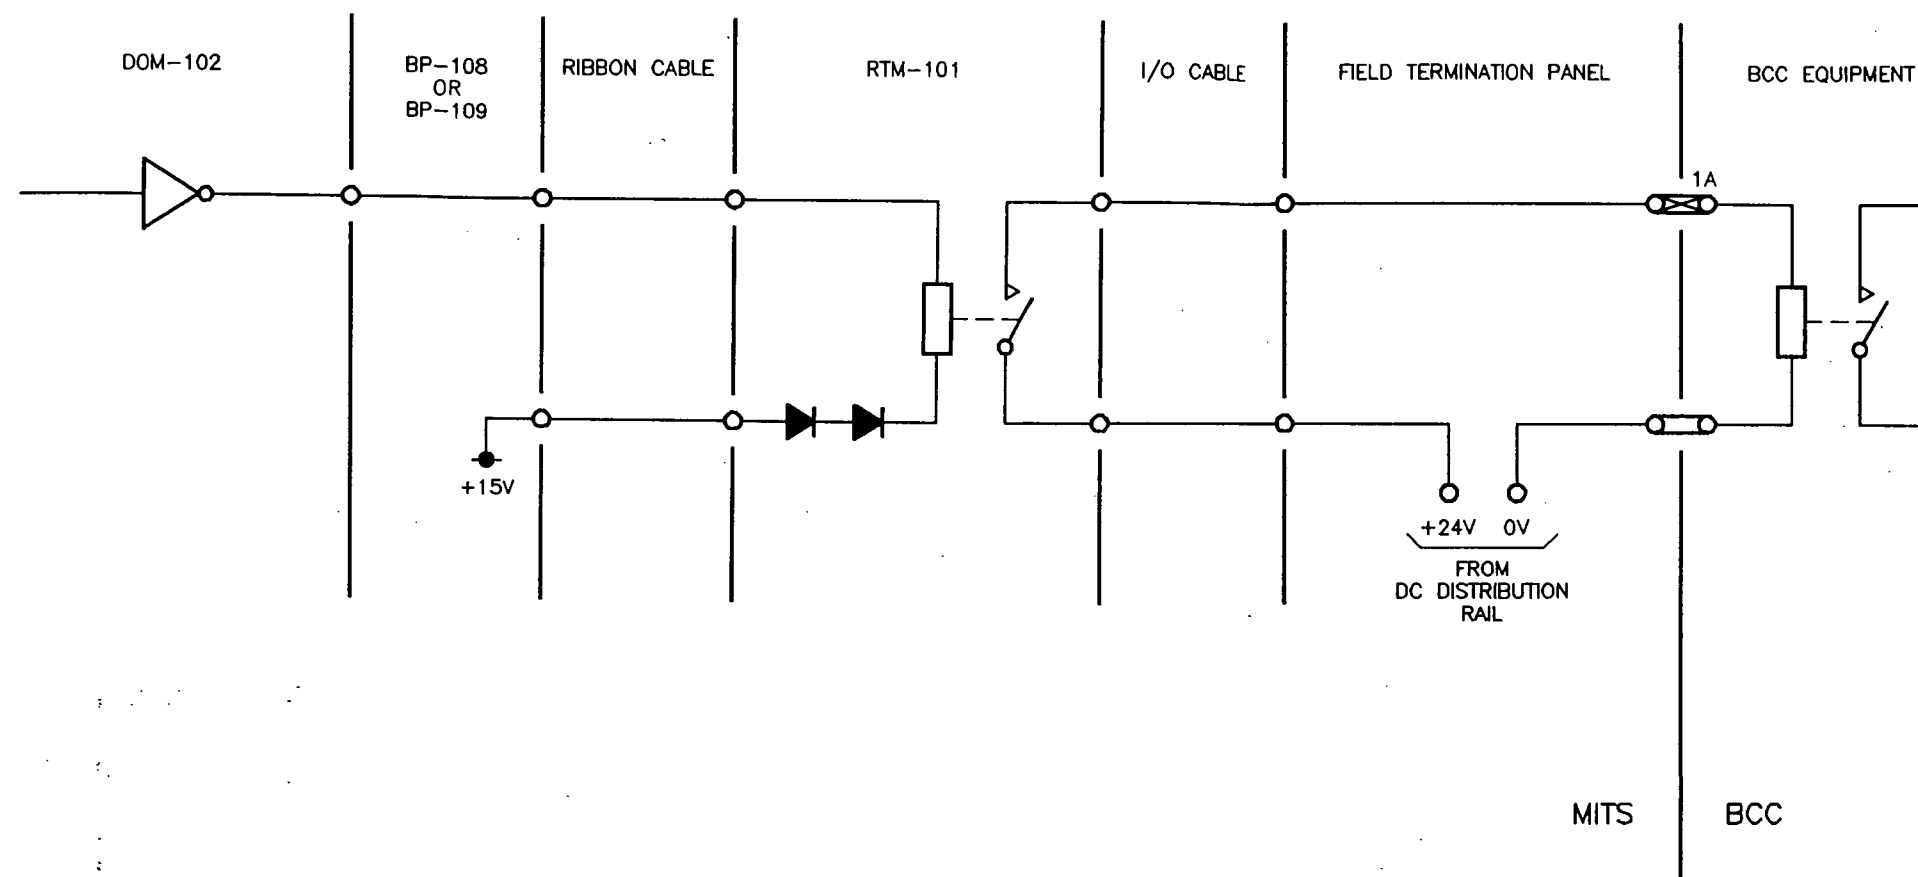 DOM-102
BP-108
OR
BP-109
RIBBON CABLE
RTM-101
I/O CABLE
FIELD TERMINATION PANEL
BCC EQUIPMENT
1A
+15V
+24V 0V
FROM
DC DISTRIBUTION
RAIL
MITS
BCC